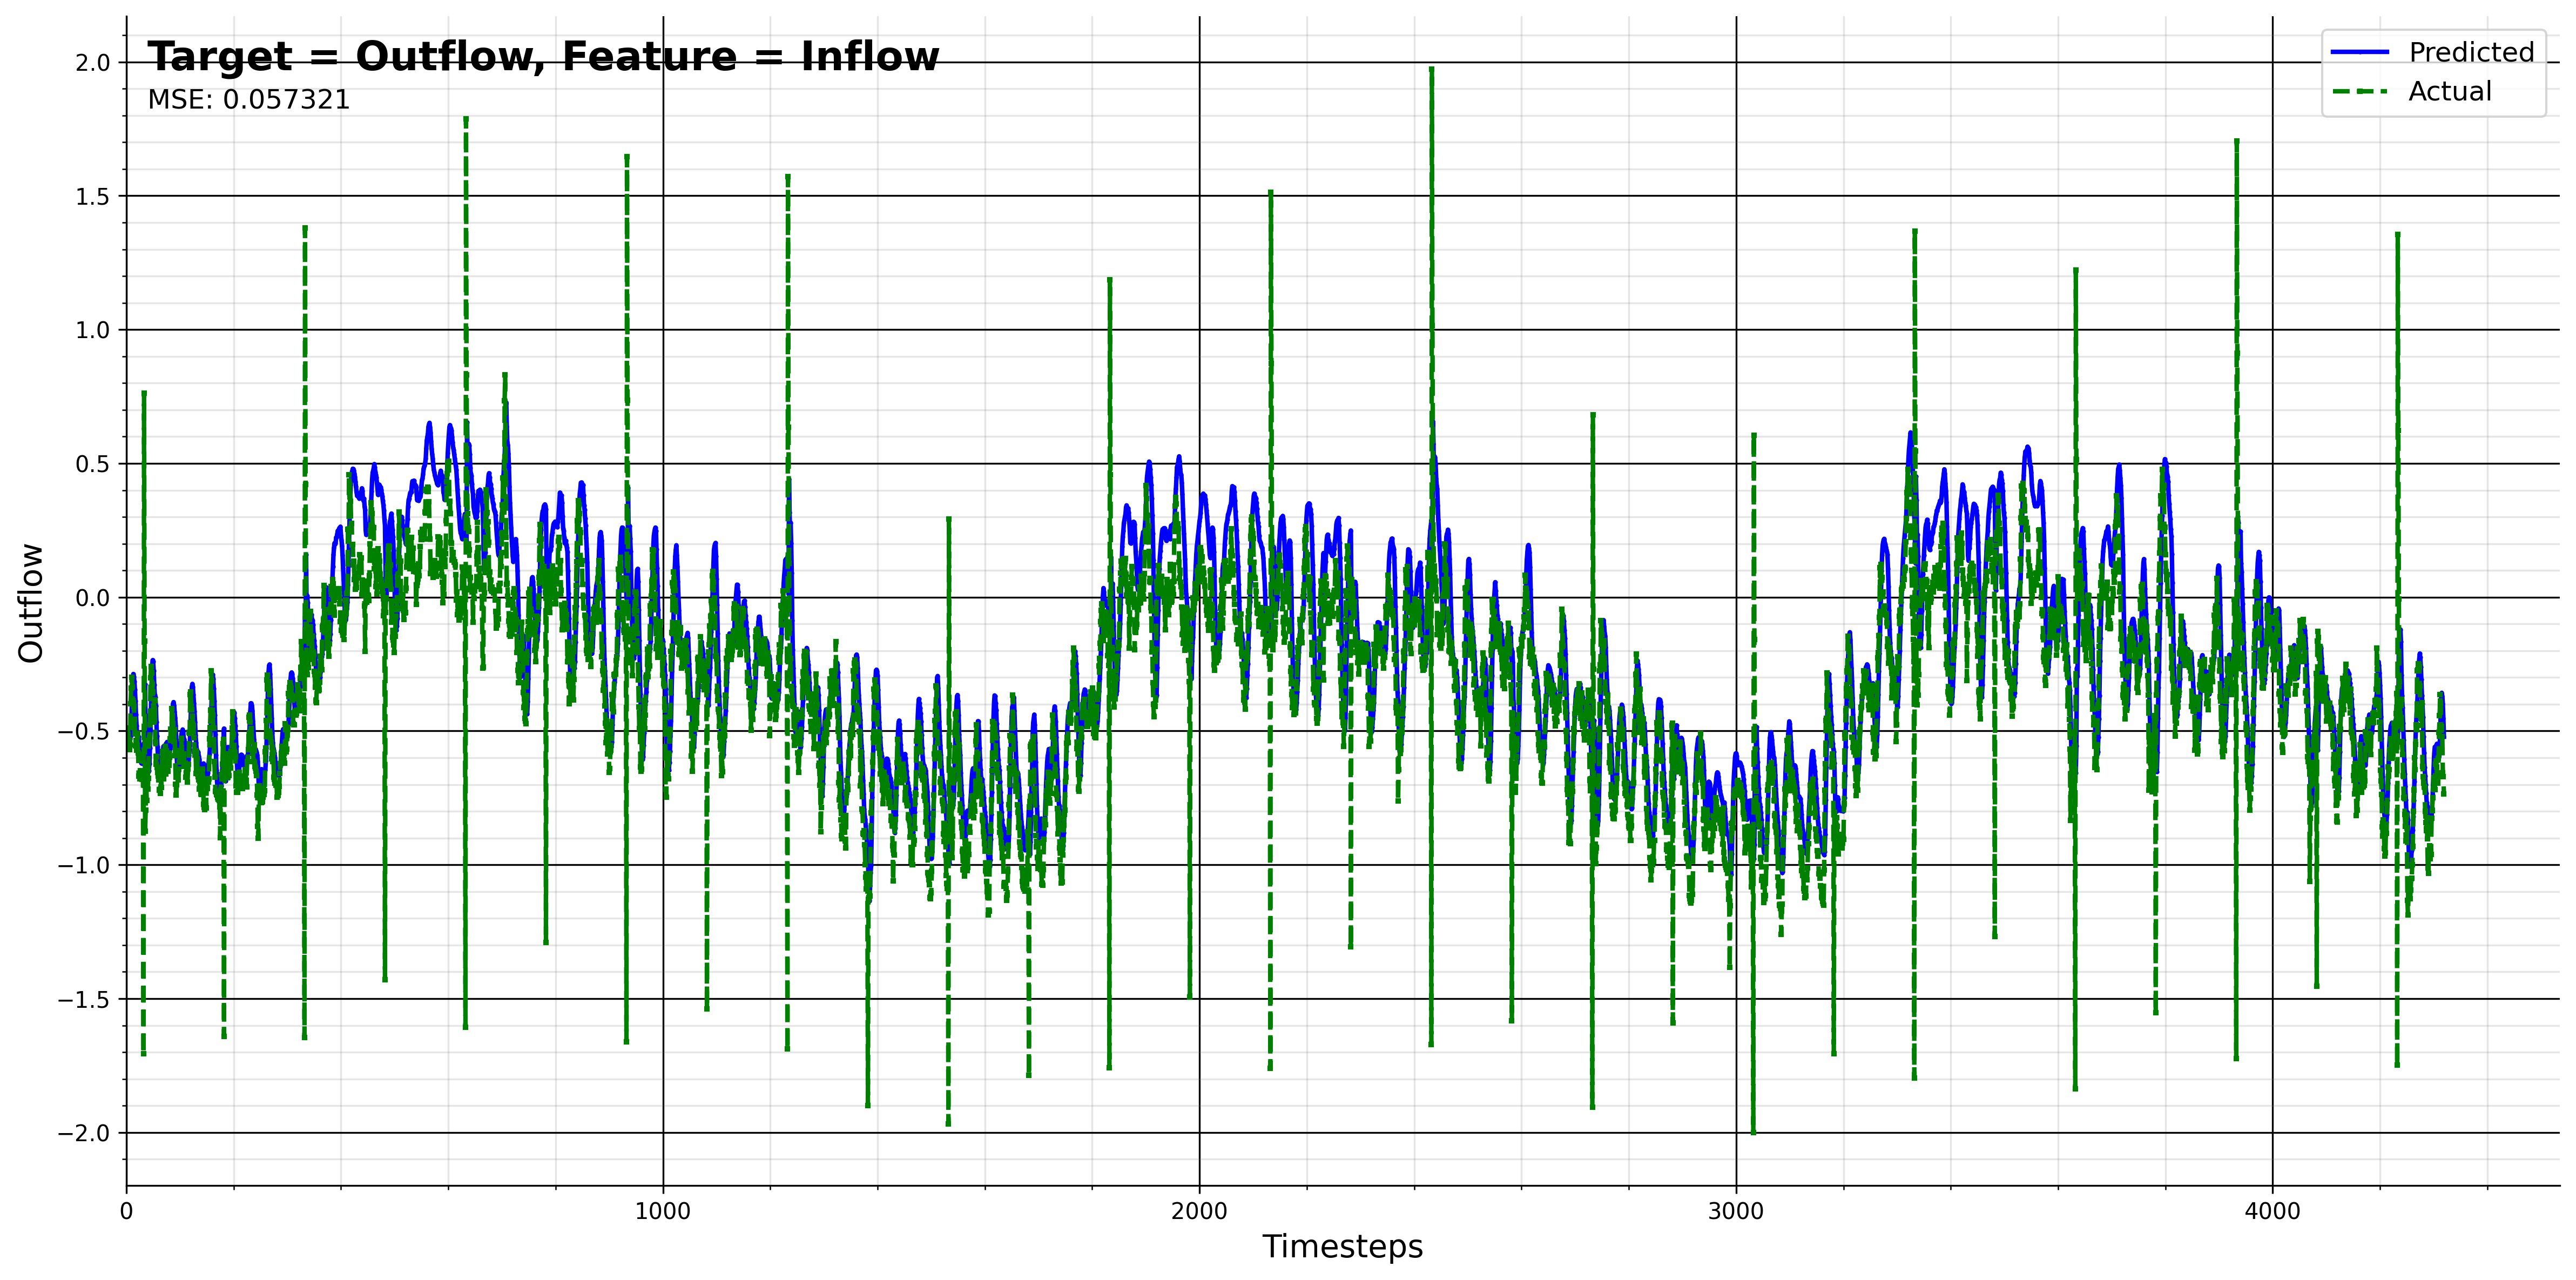 Target = Outflow, Feature = Inflow
MSE: 0.057321
Predicted
Actual
2.0
1.5
1.0
0.5
0.0
−0.5
−1.0
−1.5
−2.0
Outflow
0 1000 2000 3000 4000
Timesteps